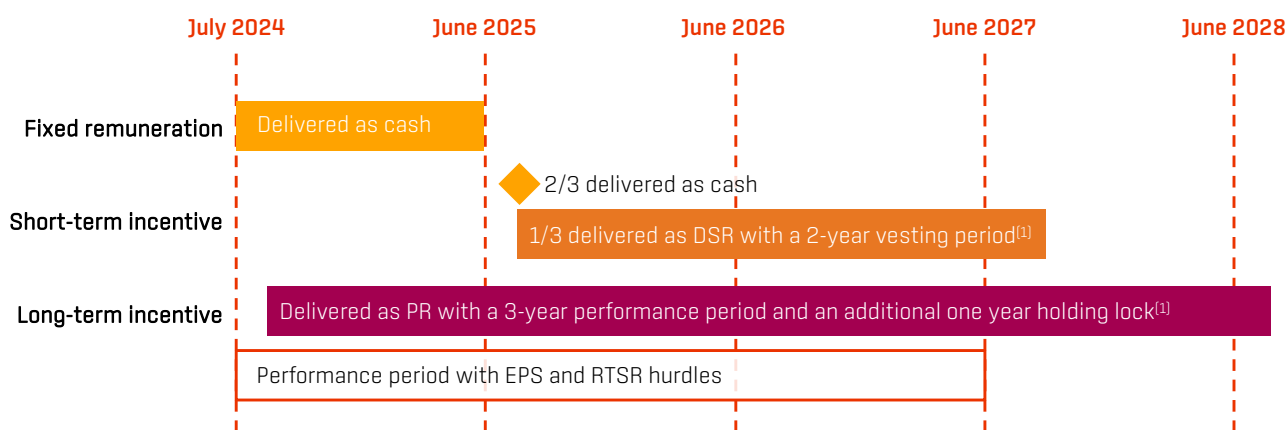 July 2024
June 2025
June 2026
June 2027
June 2028
Fixed remuneration
Delivered as cash
2/3 delivered as cash
Short-term incentive
1/3 delivered as DSR with a 2-year vesting period[1]
Long-term incentive
Delivered as PR with a 3-year performance period and an additional one year holding lock[1]
Performance period with EPS and RTSR hurdles